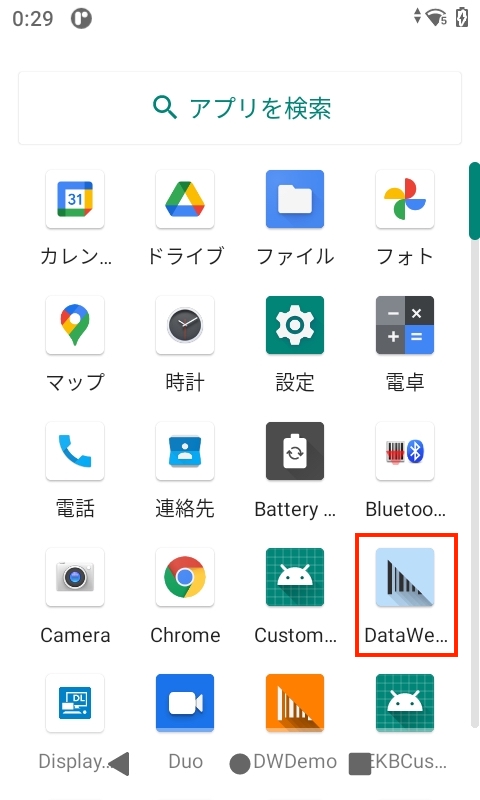 0:29
5
アプリを検索
31
カレン...
ドライブ
ファイル
フォト
マップ
時計
設定
電卓
電話
連絡先
Battery ...
Bluetoo...
Camera
Chrome
Custom...
DataWe...
DL
Display...
Duo
DWDemo
EKBCus...